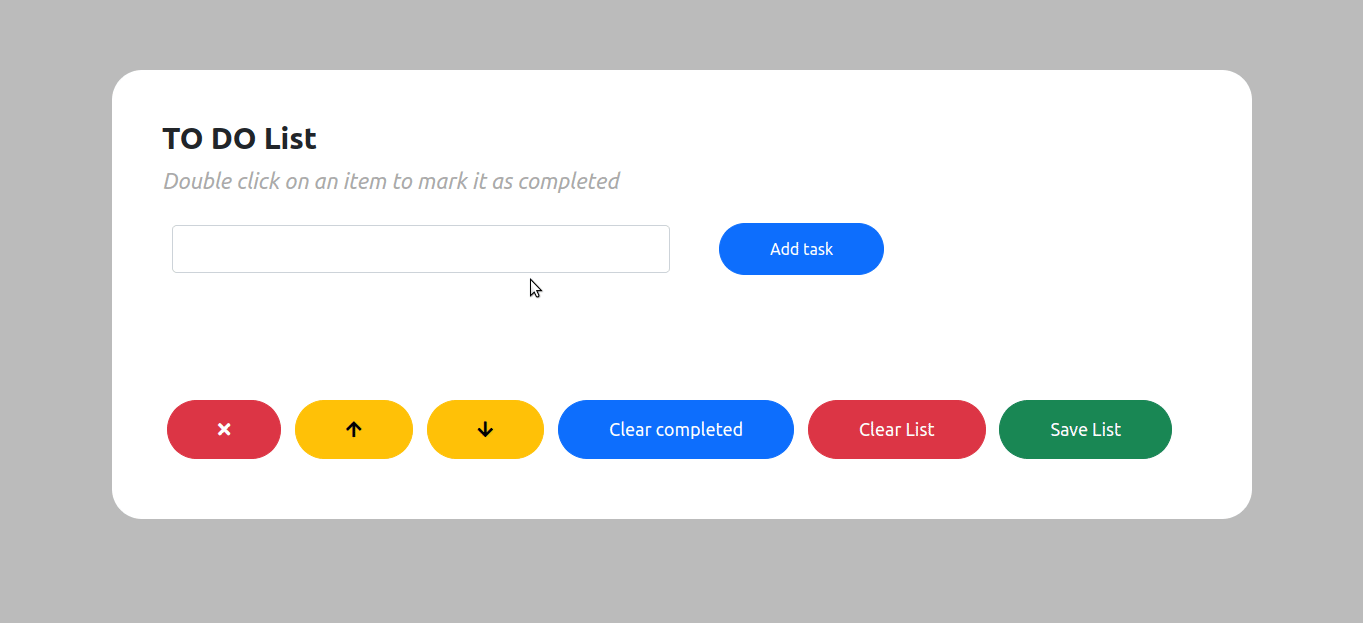 TO DO List
Double click on an item to mark it as completed
Add task
Clear completed Clear List Save List